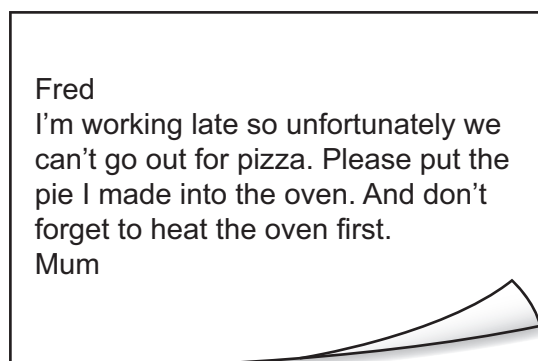 Fred
I'm working late so unfortunately we
can't go out for pizza. Please put the
pie I made into the oven. And don't
forget to heat the oven first.
Mum